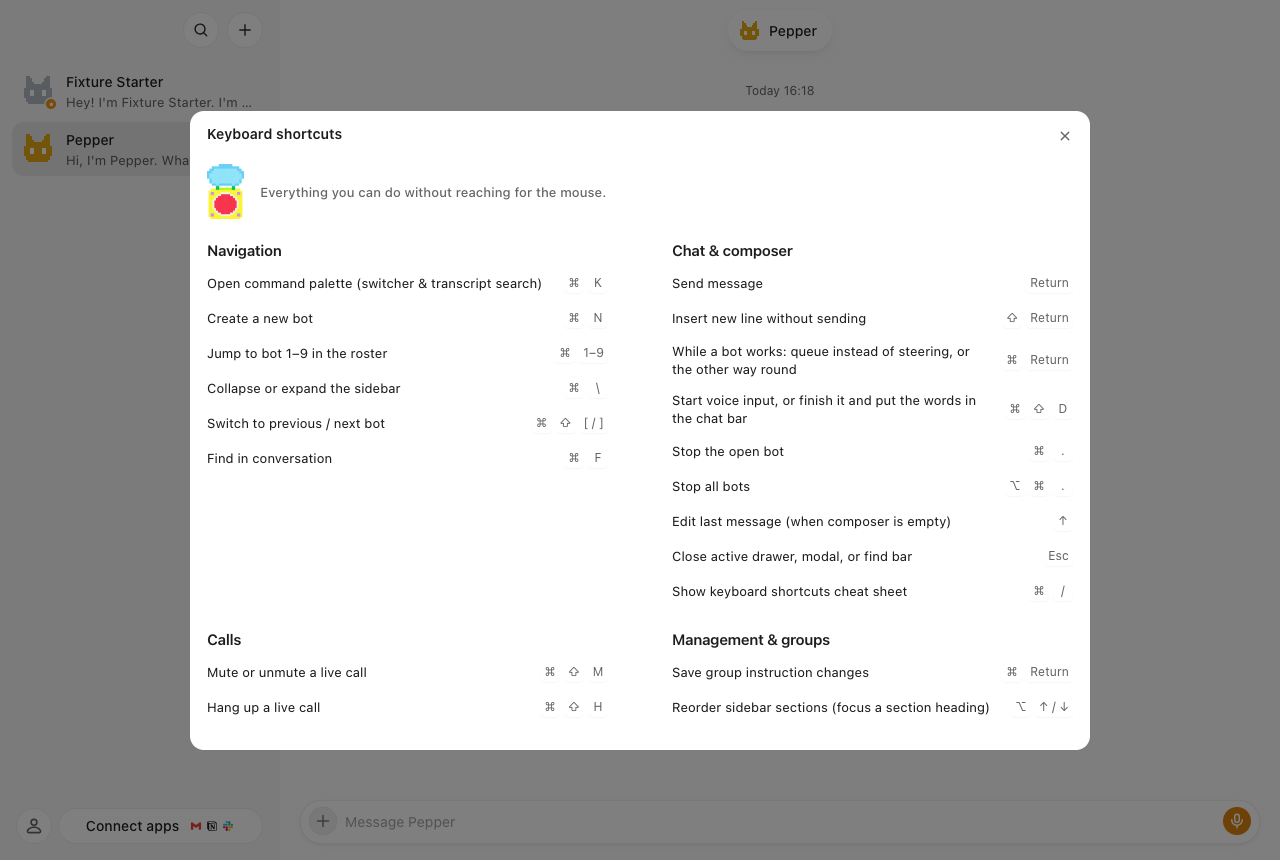 Pepper
Fixture Starter
Hey! I'm Fixture Starter. I'm ...
Today 16:18
Pepper
Hi, I'm Pepper. Wha
Keyboard shortcuts
Everything you can do without reaching for the mouse.
Navigation
Open command palette (switcher & transcript search) ⌘ K
Create a new bot ⌘ N
Jump to bot 1–9 in the roster ⌘ 1–9
Collapse or expand the sidebar ⌘ \
Switch to previous / next bot ⌘ ⇧ [ / ]
Find in conversation ⌘ F
Chat & composer
Send message Return
Insert new line without sending ⇧ Return
While a bot works: queue instead of steering, or
the other way round ⌘ Return
Start voice input, or finish it and put the words in
the chat bar ⌘ ⇧ D
Stop the open bot ⌘ .
Stop all bots ⌥ ⌘ .
Edit last message (when composer is empty) ↑
Close active drawer, modal, or find bar Esc
Show keyboard shortcuts cheat sheet ⌘ /
Calls
Mute or unmute a live call ⌘ ⇧ M
Hang up a live call ⌘ ⇧ H
Management & groups
Save group instruction changes ⌘ Return
Reorder sidebar sections (focus a section heading) ⌥ ↑ / ↓
Connect apps
Message Pepper